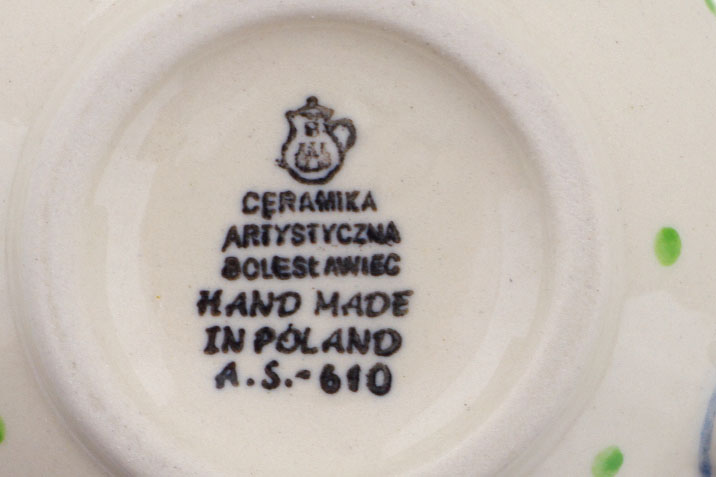 CERAMIKA
ARTYSTYCZNA
BOLESŁAWIEC
HAND MADE
IN POLAND
A.S.-610